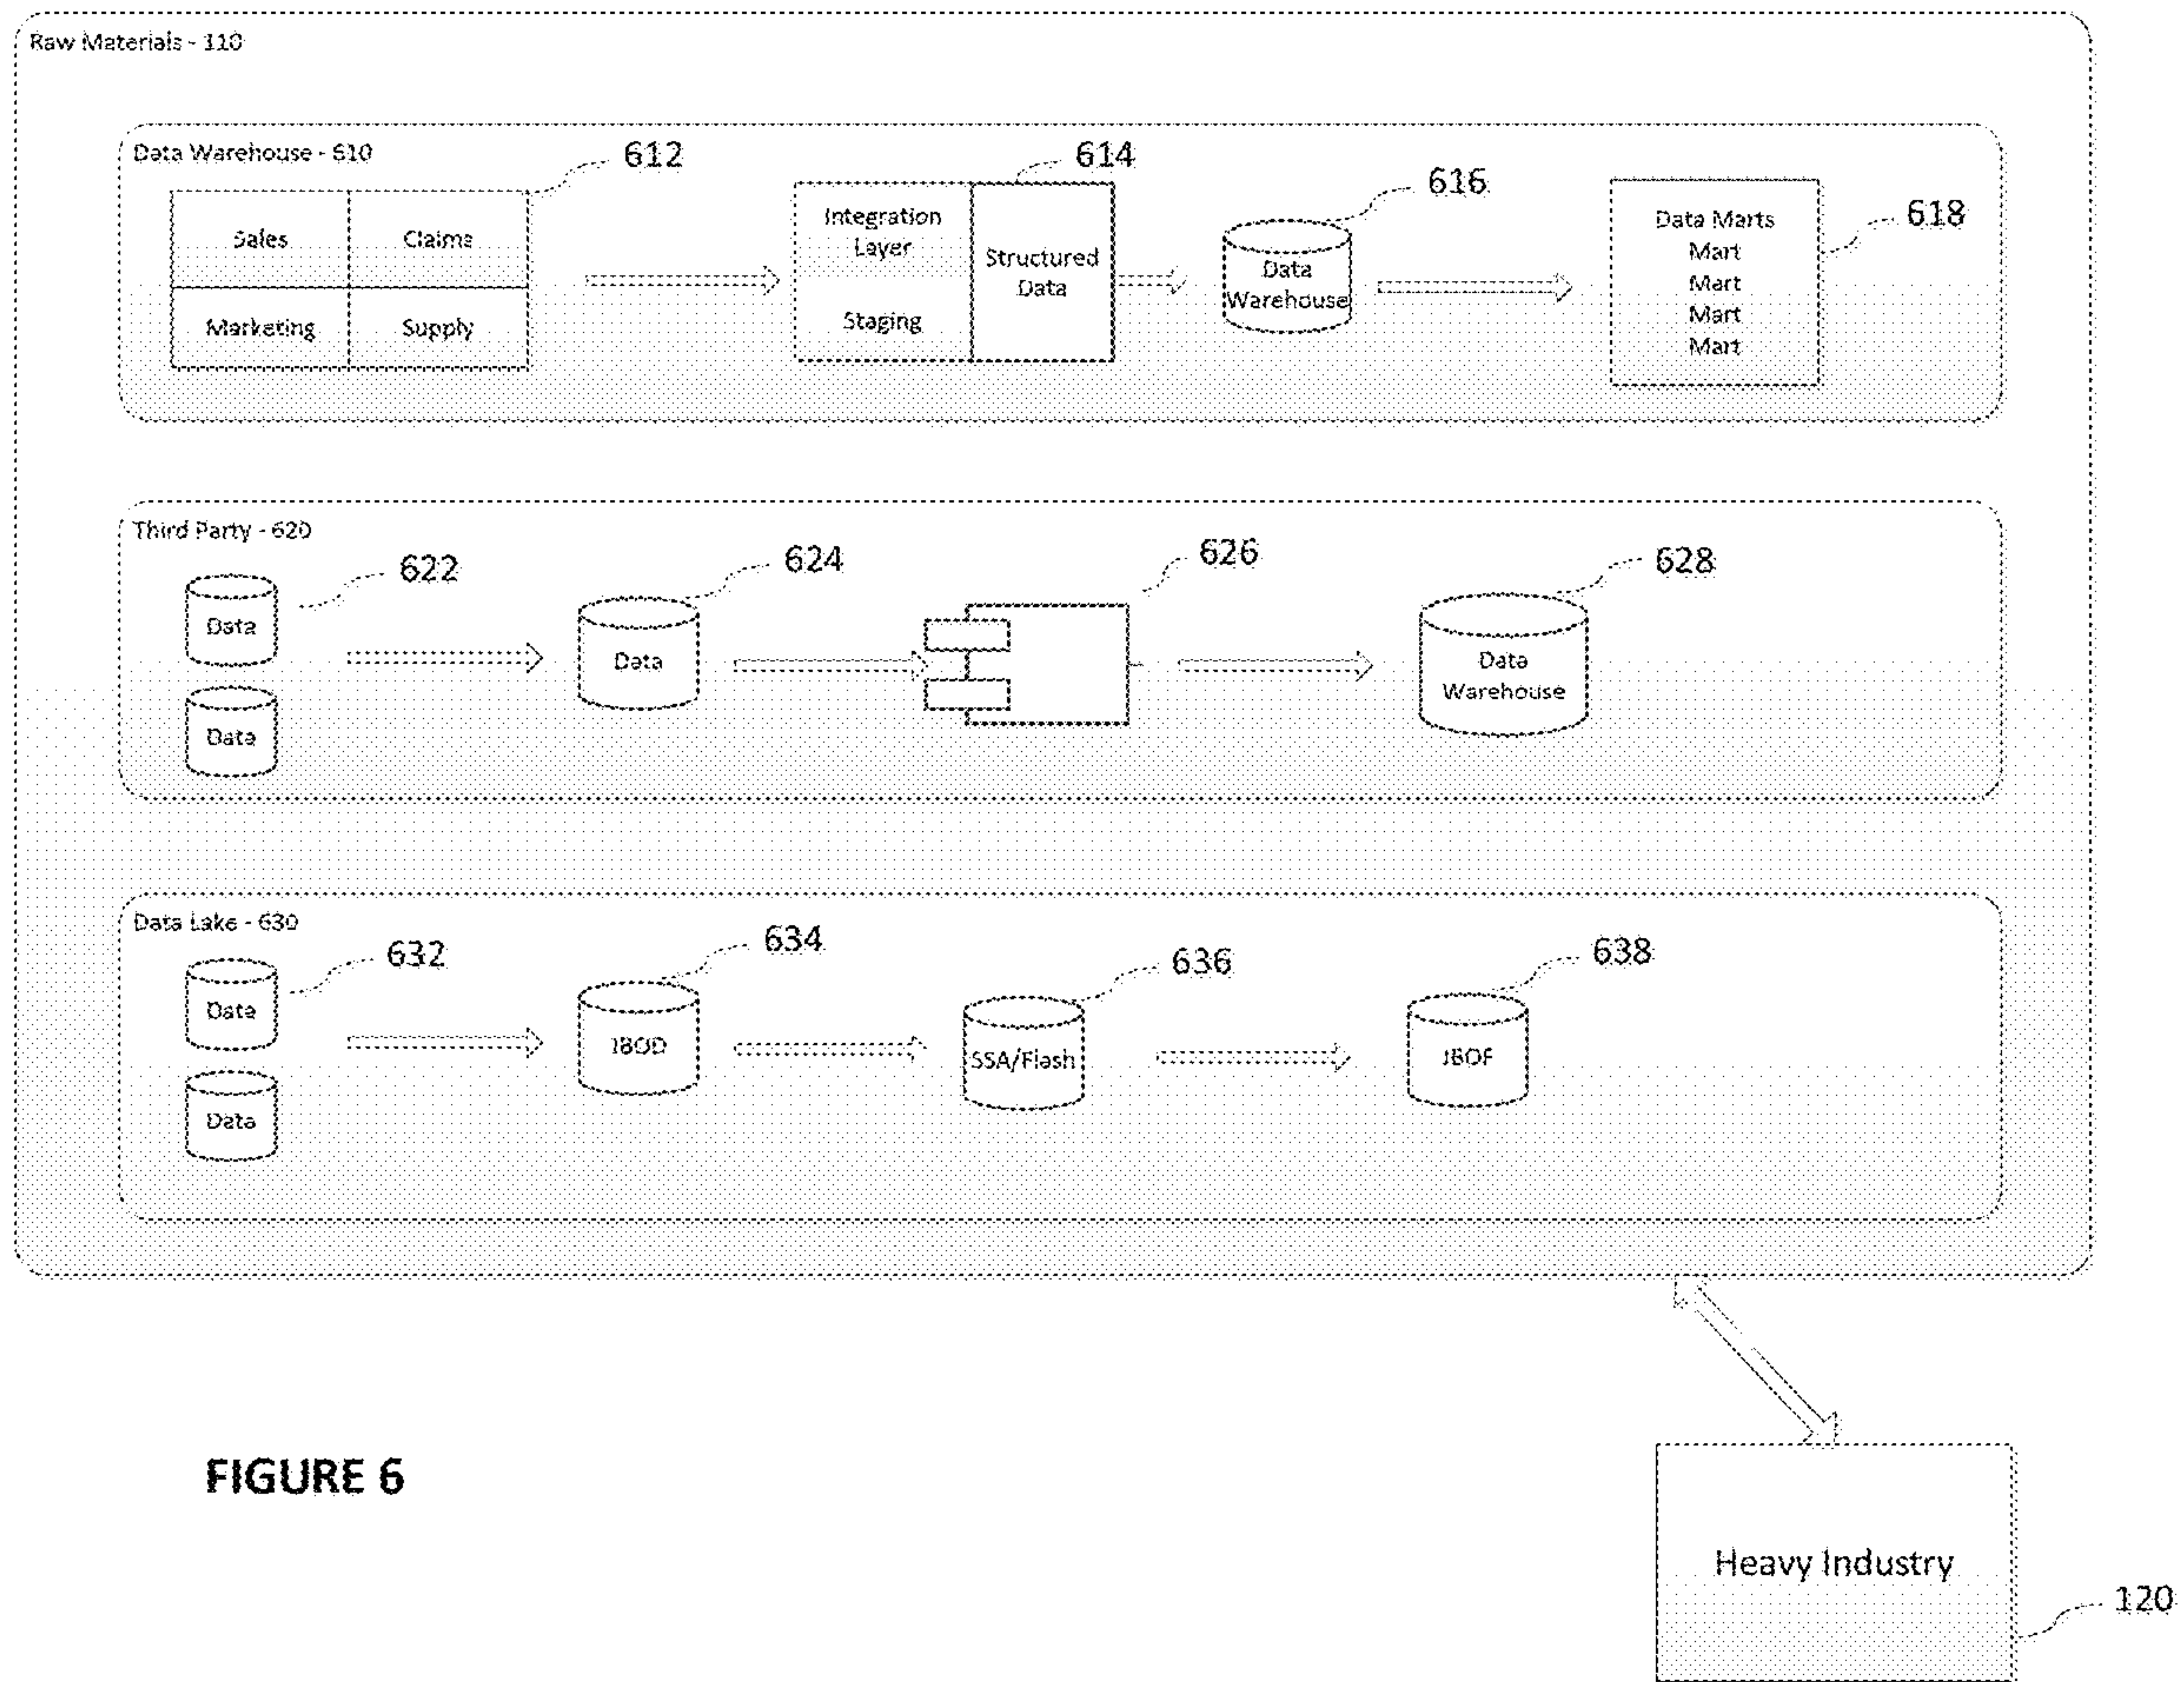 Raw Materials - 110
Data Warehouse - 610
612
614
616
618
Sales
Claims
Marketing
Supply
Integration
Layer
Staging
Structured
Data
Data
Warehouse
Data Marts
Mart
Mart
Mart
Mart
Third Party - 620
622
624
626
628
Data
Data
Data
Data
Warehouse
Data Lake - 630
632
634
636
638
Data
Data
JBOD
SSA/Flash
JBOF
FIGURE 6
Heavy Industry
120